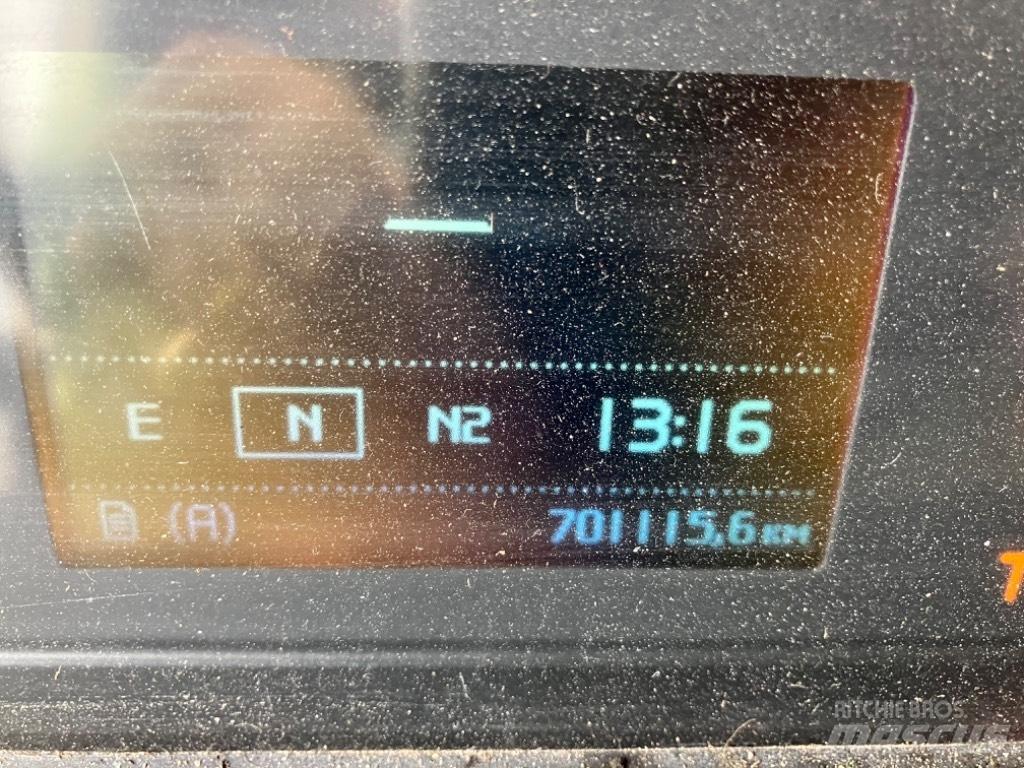 E N N2 13:16
(A) 701115,6 KM
T
RITCHIE BROS
mascus